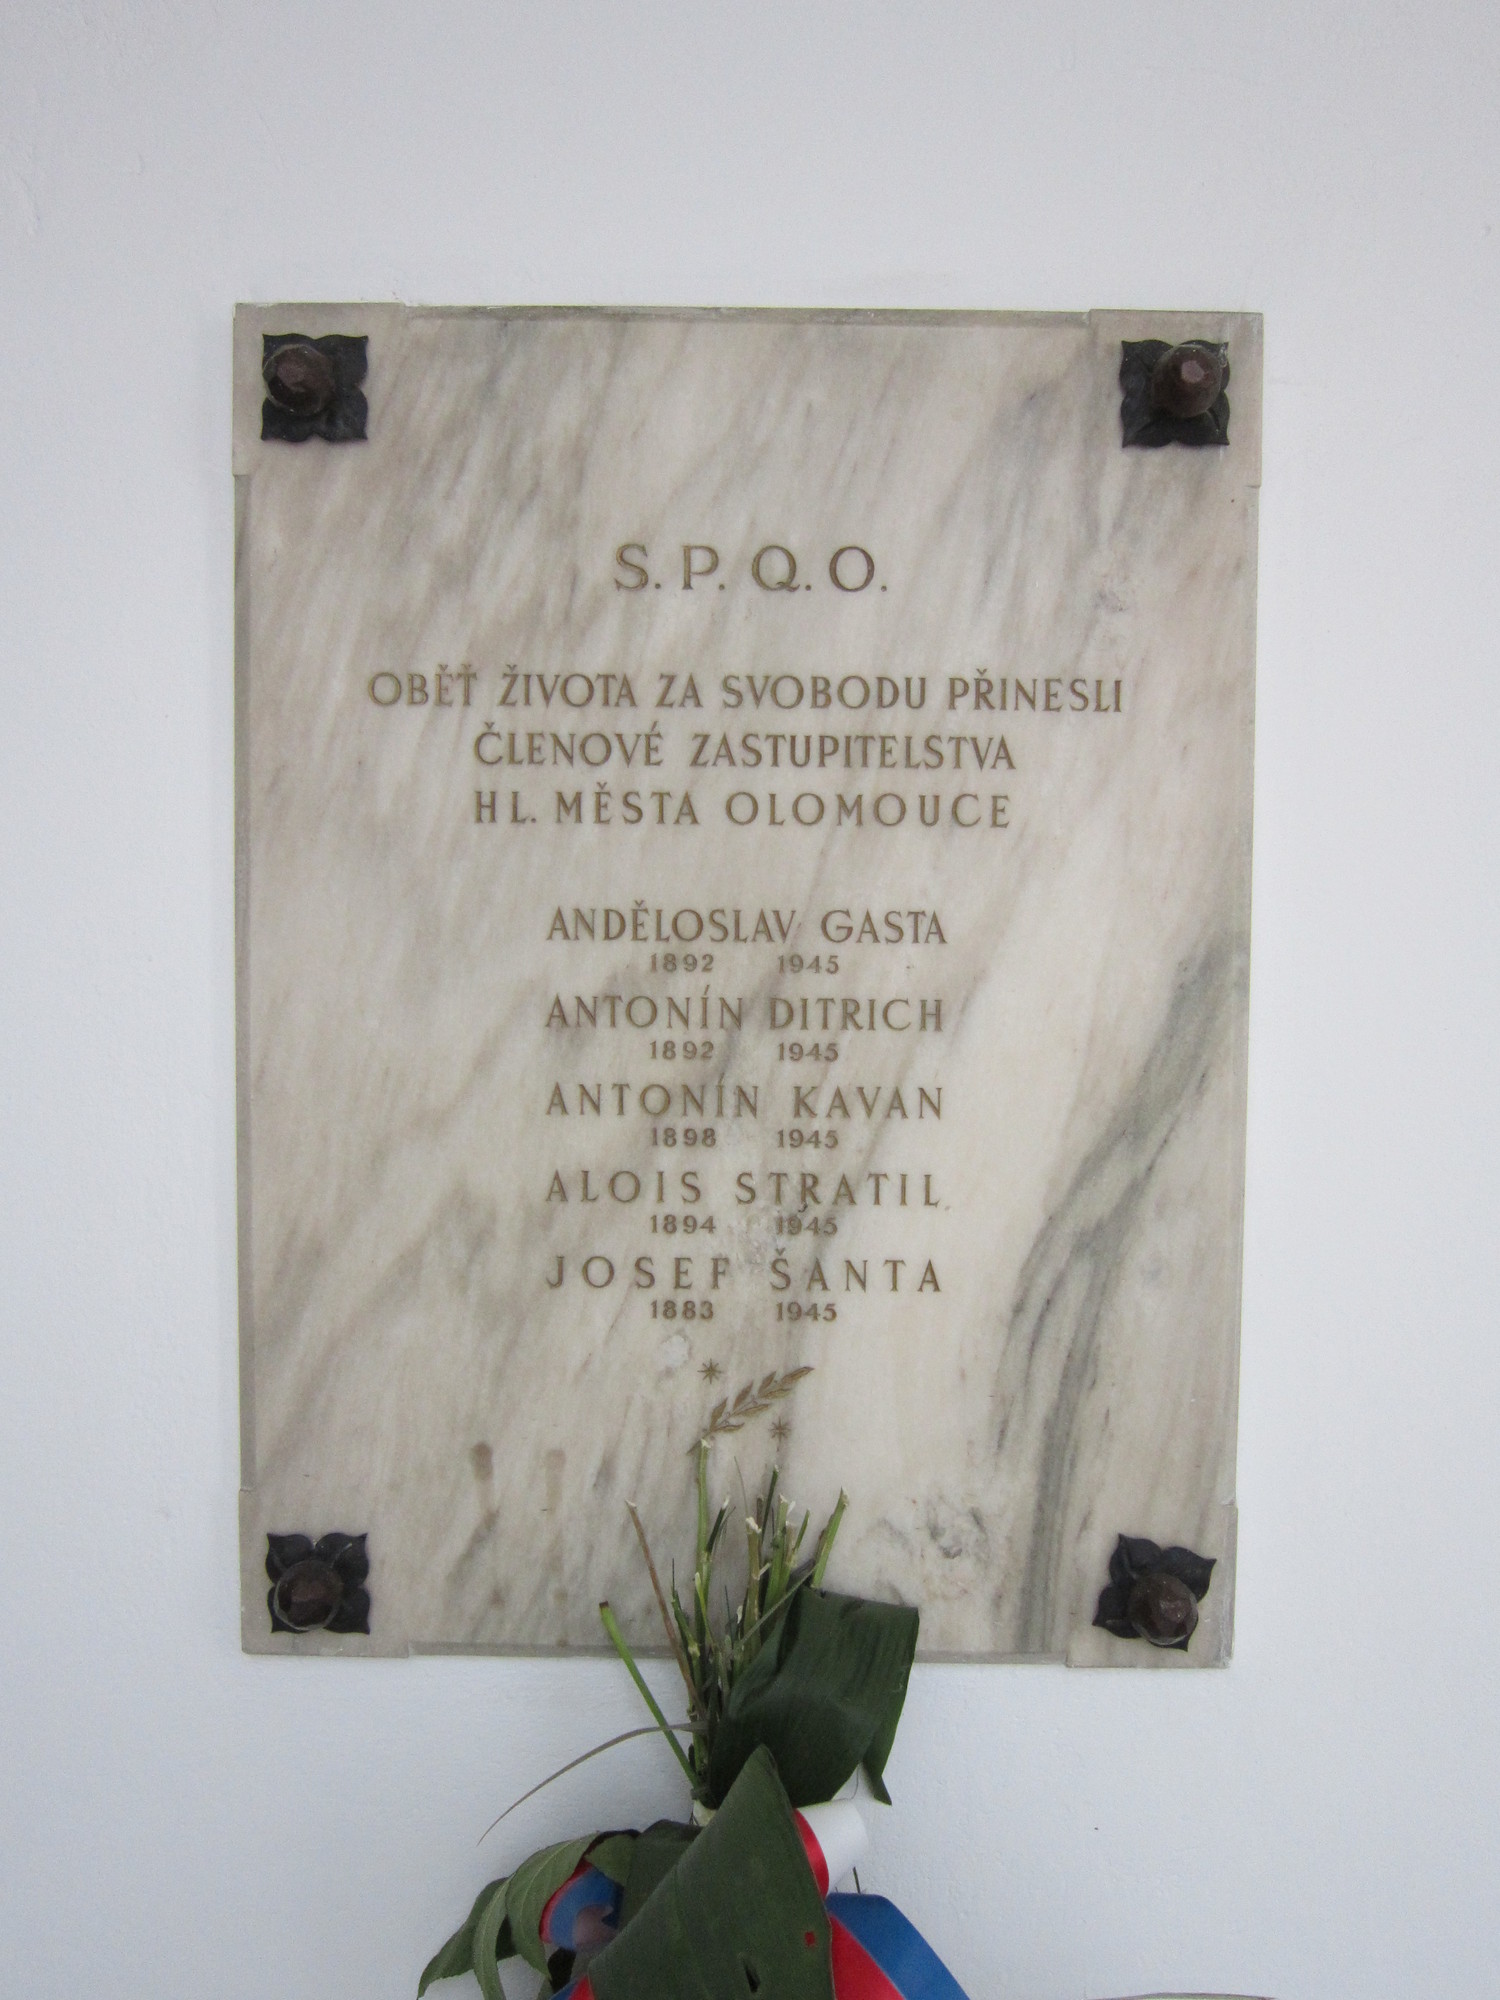 S. P. Q. O.
OBĚŤ ŽIVOTA ZA SVOBODU PŘINESLI
ČLENOVÉ ZASTUPITELSTVA
HL. MĚSTA OLOMOUCE
ANDĚLOSLAV GASTA
1892 1945
ANTONÍN DITRICH
1892 1945
ANTONÍN KAVAN
1898 1945
ALOIS STRATIL
1894 1945
JOSEF ŠANTA
1883 1945